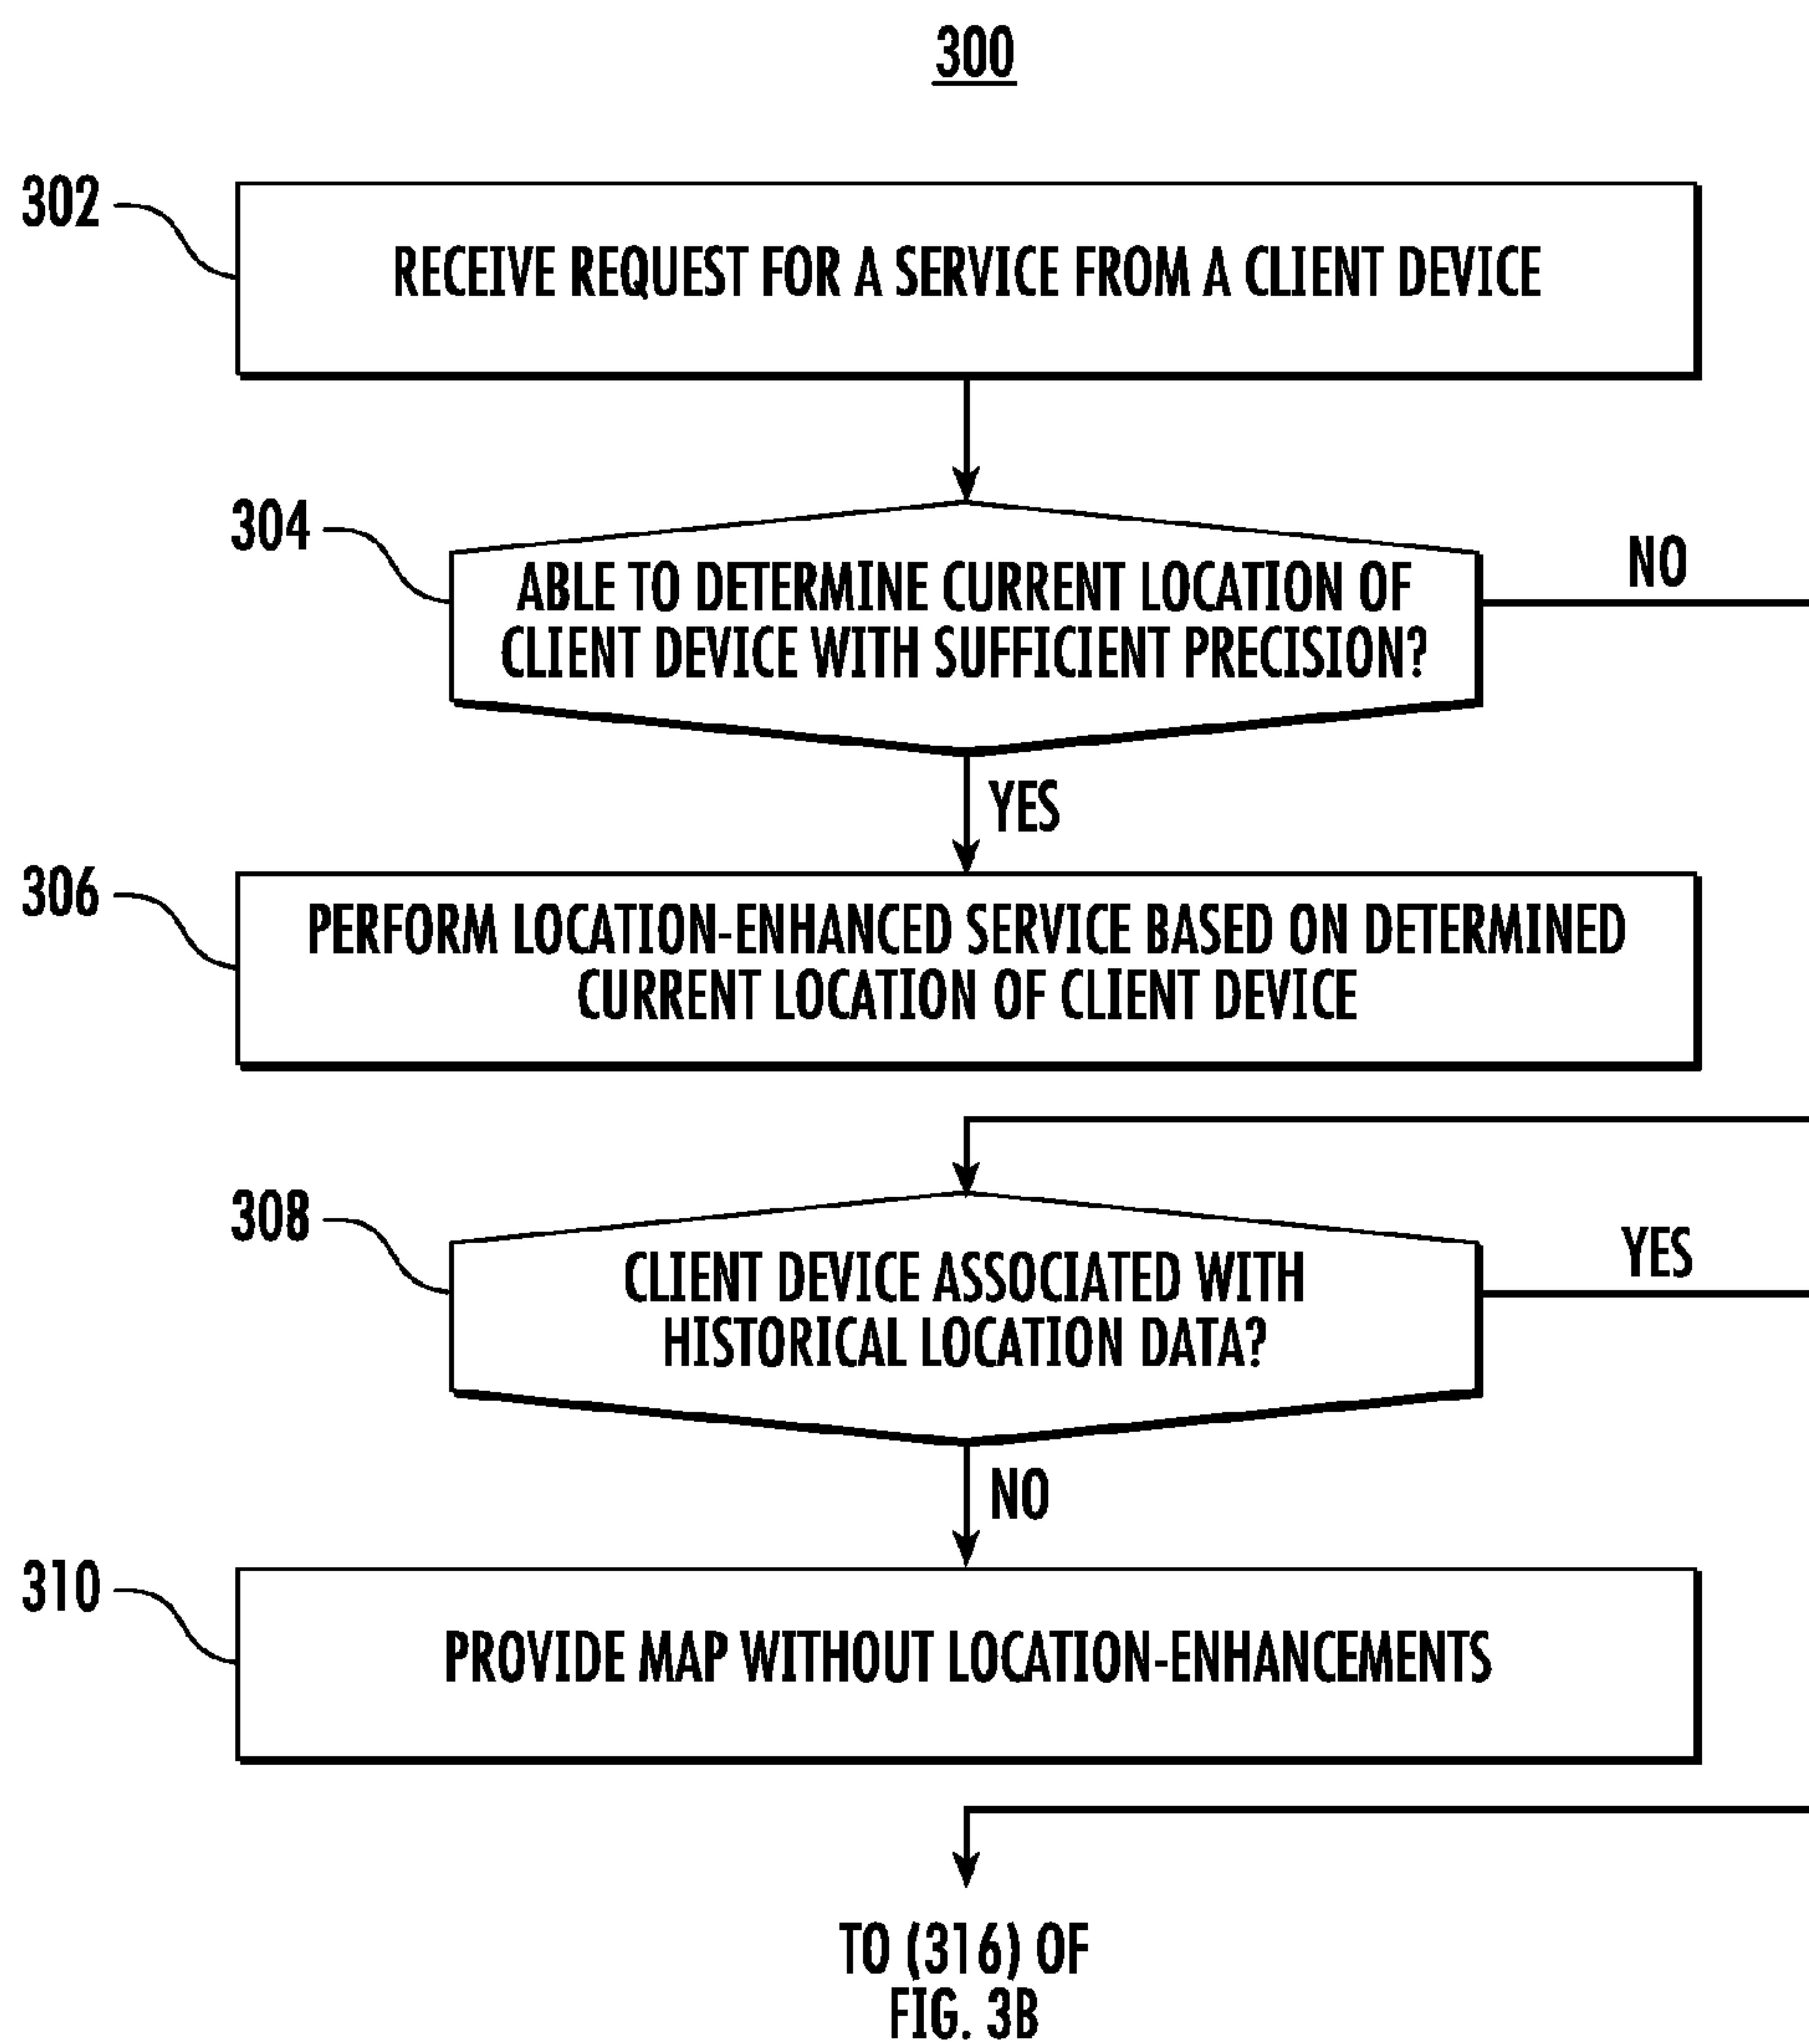 300
302
RECEIVE REQUEST FOR A SERVICE FROM A CLIENT DEVICE
304
ABLE TO DETERMINE CURRENT LOCATION OF
CLIENT DEVICE WITH SUFFICIENT PRECISION?
NO
YES
306
PERFORM LOCATION-ENHANCED SERVICE BASED ON DETERMINED
CURRENT LOCATION OF CLIENT DEVICE
308
CLIENT DEVICE ASSOCIATED WITH
HISTORICAL LOCATION DATA?
YES
NO
310
PROVIDE MAP WITHOUT LOCATION-ENHANCEMENTS
TO (316) OF
FIG. 3B